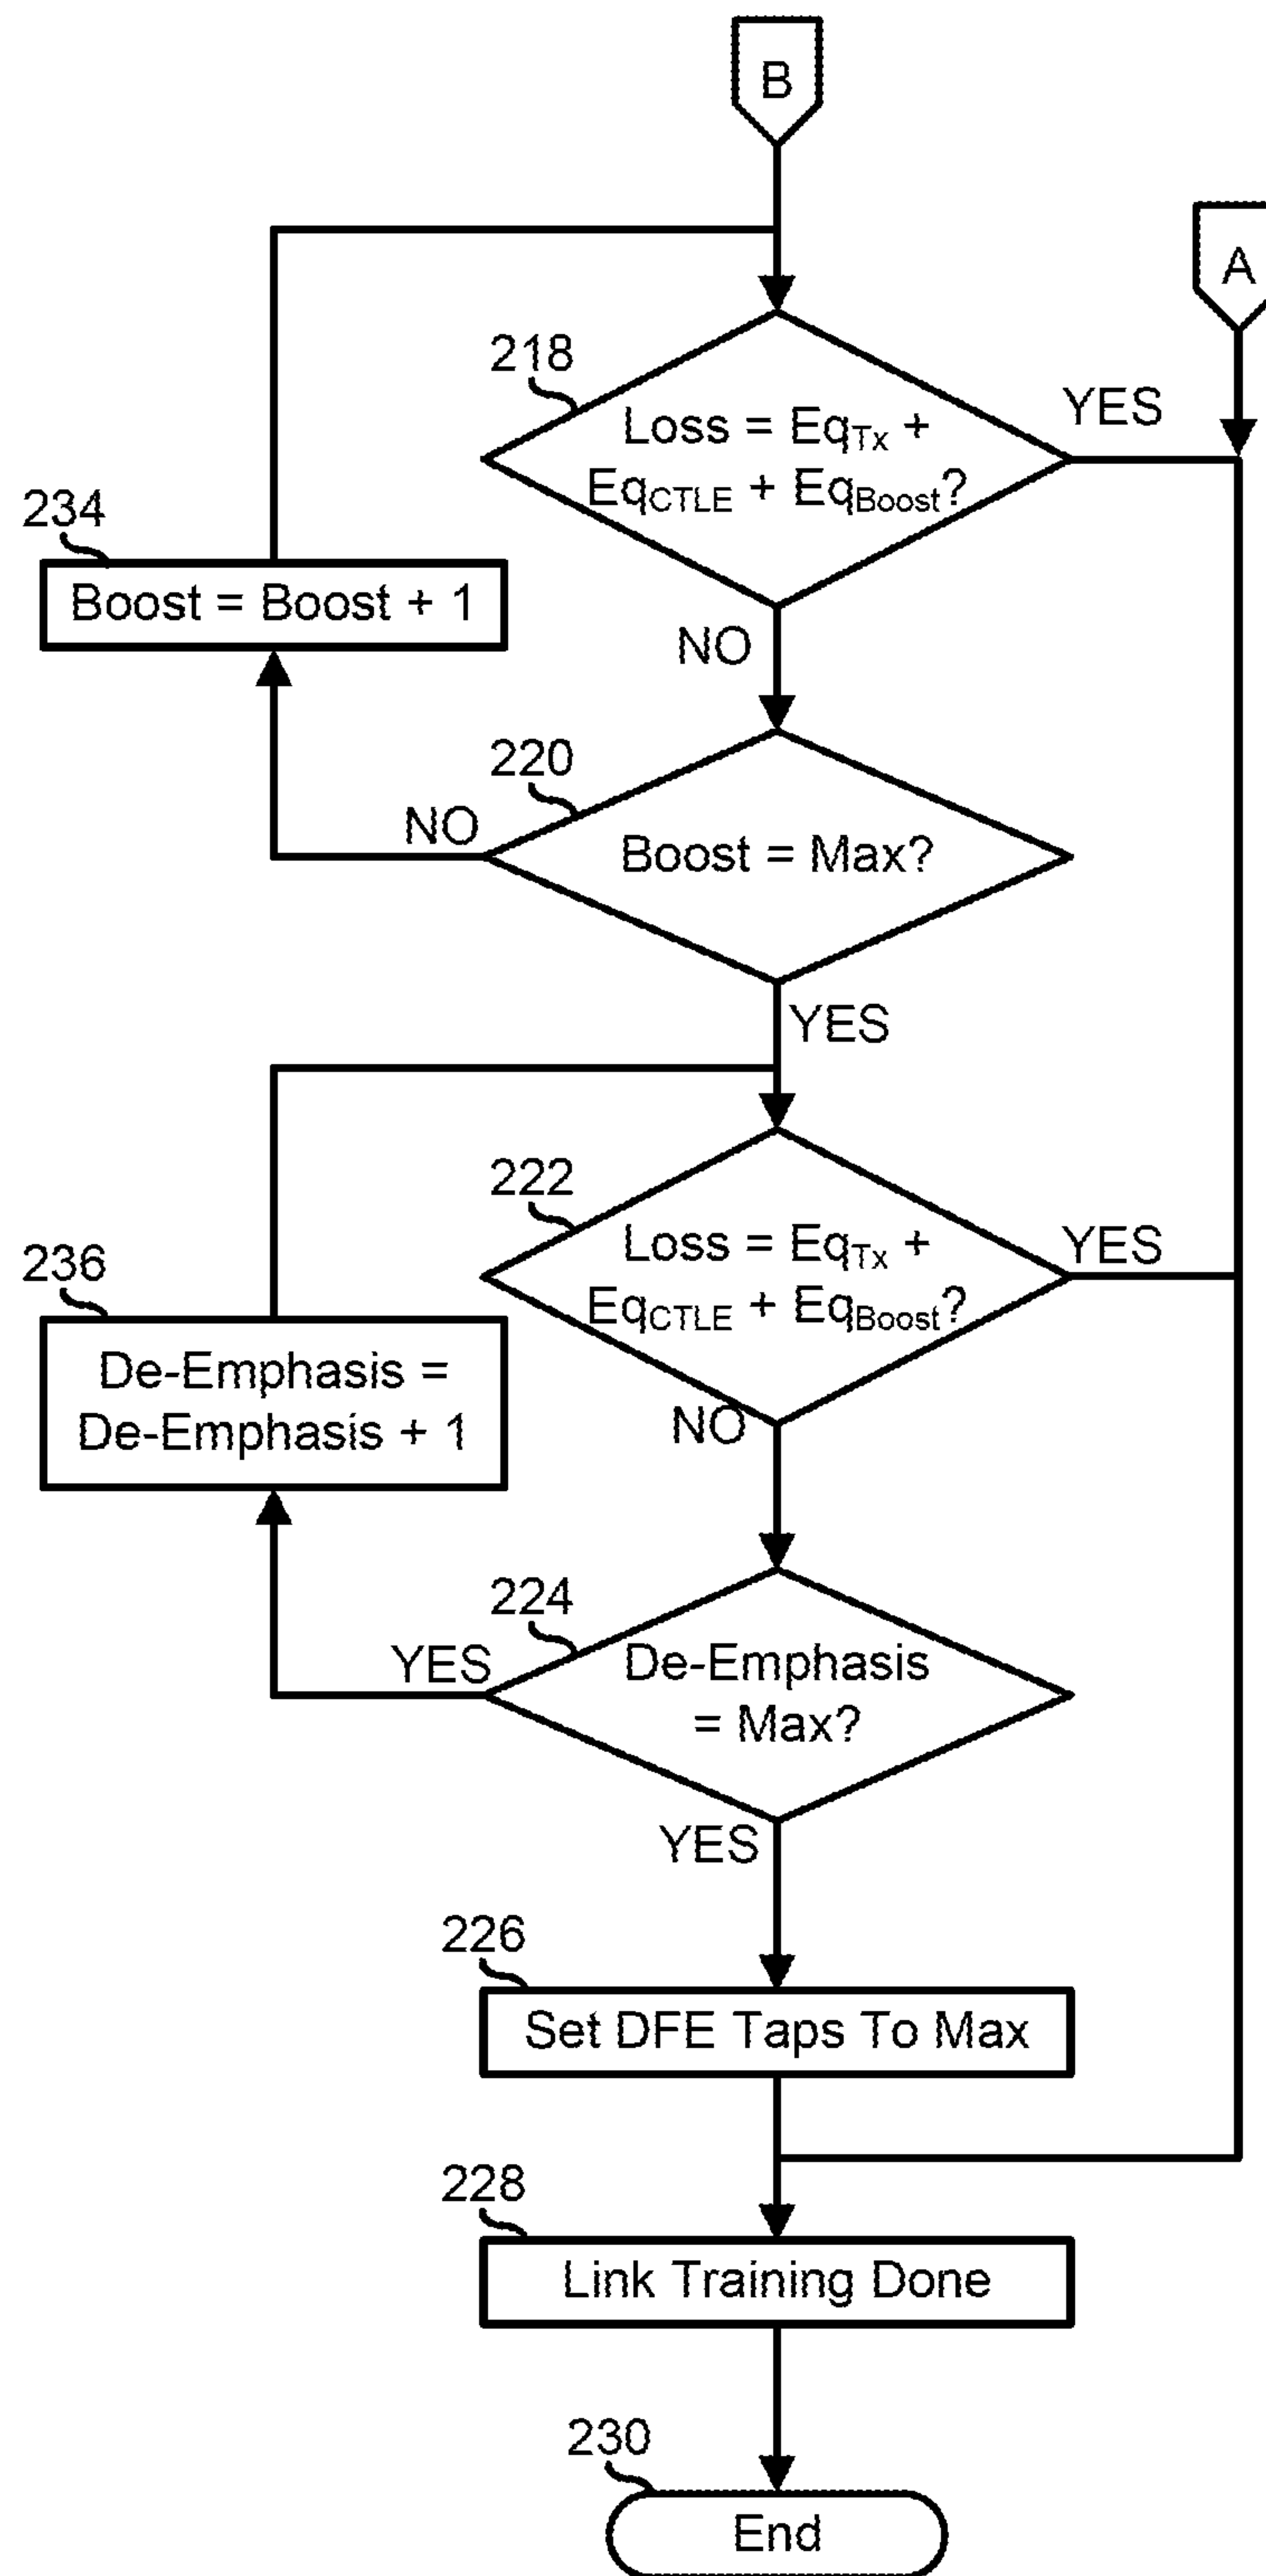 B
A
218
Loss = EqTx +
EqCTLE + EqBoost?
YES
234
Boost = Boost + 1
NO
220
NO
Boost = Max?
YES
222
Loss = EqTx +
EqCTLE + EqBoost?
YES
236
De-Emphasis =
De-Emphasis + 1
NO
224
YES
De-Emphasis
= Max?
YES
226
Set DFE Taps To Max
228
Link Training Done
230
End